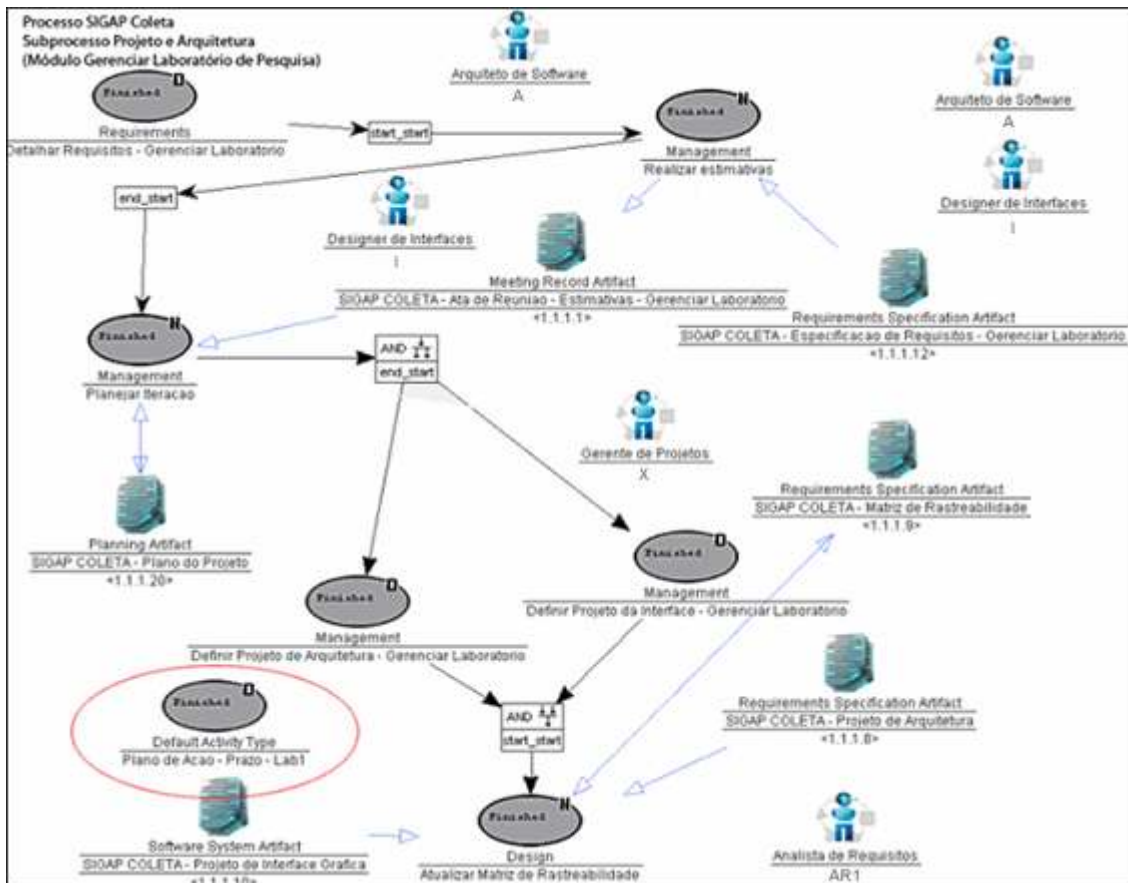 Processo SIGAP Coleta
Subprocesso Projeto e Arquitetura
(Módulo Gerenciar Laboratório de Pesquisa)
Finished
Requirements
Detalhar Requisitos - Gerenciar Laboratorio
start_start
Arquiteto de Software
A
Finished
Management
Realizar estimativas
Arquiteto de Software
A
end_start
Designer de Interfaces
I
Designer de Interfaces
I
Meeting Record Artifact
SIGAP COLETA - Ata de Reuniao - Estimativas - Gerenciar Laboratorio
<1.1.1.1>
Requirements Specification Artifact
SIGAP COLETA - Especificacao de Requisitos - Gerenciar Laboratorio
<1.1.1.12>
Finished
Management
Planejar Iteracao
AND
end_start
Gerente de Projetos
X
Requirements Specification Artifact
SIGAP COLETA - Matriz de Rastreabilidade
<1.1.1.9>
Planning Artifact
SIGAP COLETA - Plano do Projeto
<1.1.1.20>
Finished
Management
Definir Projeto da Interface - Gerenciar Laboratorio
Finished
Management
Definir Projeto de Arquitetura - Gerenciar Laboratorio
Finished
Default Activity Type
Plano de Acao - Prazo - Lab1
AND
start_start
Requirements Specification Artifact
SIGAP COLETA - Projeto de Arquitetura
<1.1.1.8>
Software System Artifact
SIGAP COLETA - Projeto de Interface Grafica
<1.1.1.10>
Finished
Design
Atualizar Matriz de Rastreabilidade
Analista de Requisitos
AR1